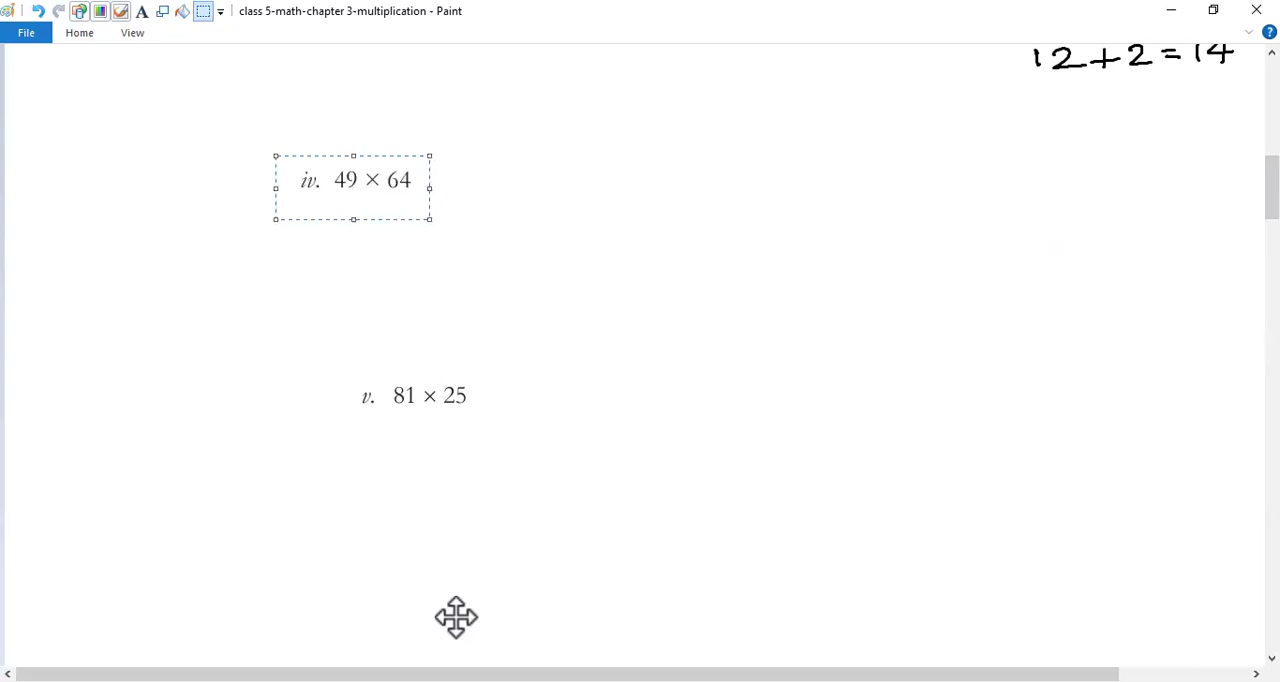 class 5-math-chapter 3-multiplication - Paint
File Home View
12+2=14
iv. 49 × 64
v. 81 × 25